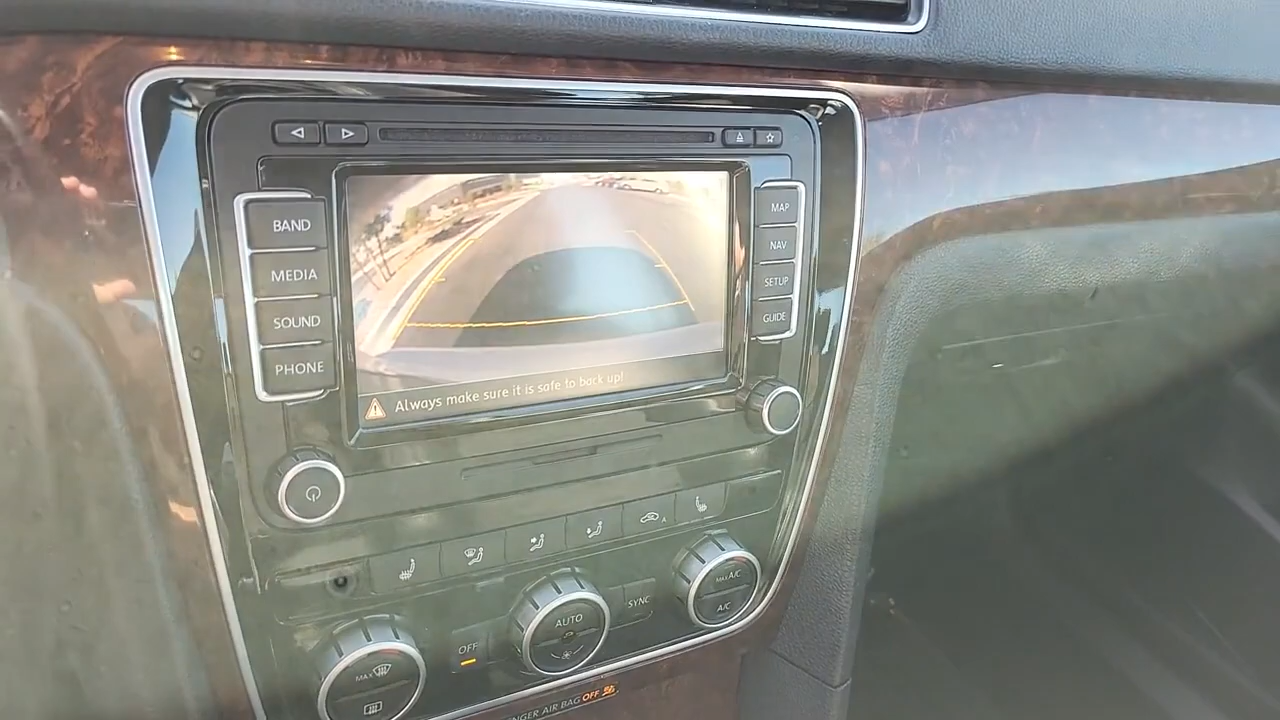 BAND
MEDIA
SOUND
PHONE
MAP
NAV
SETUP
GUIDE
Always make sure it is safe to back up!
MAX
OFF
AUTO
SYNC
MAX A/C
A/C
A
NGER AIR BAG OFF